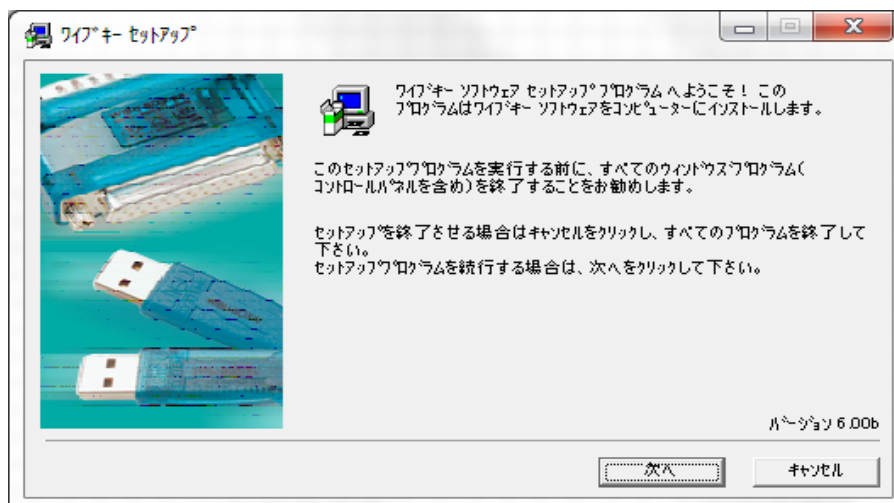 ワイブキー セットアップ
ワイブキー ソフトウェア セットアップ プログラム へようこそ！ この
プログラムはワイブキー ソフトウェアをコンピューターにインストールします。
このセットアッププログラムを実行する前に、すべてのウィンドウズプログラム(
コントロールパネルを含め)を終了することをお勧めします。
セットアップを終了させる場合はキャンセルをクリックし、すべてのプログラムを終了して
下さい。
セットアッププログラムを続行する場合は、次へをクリックして下さい。
バージョン 6.00b
次へ
キャンセル